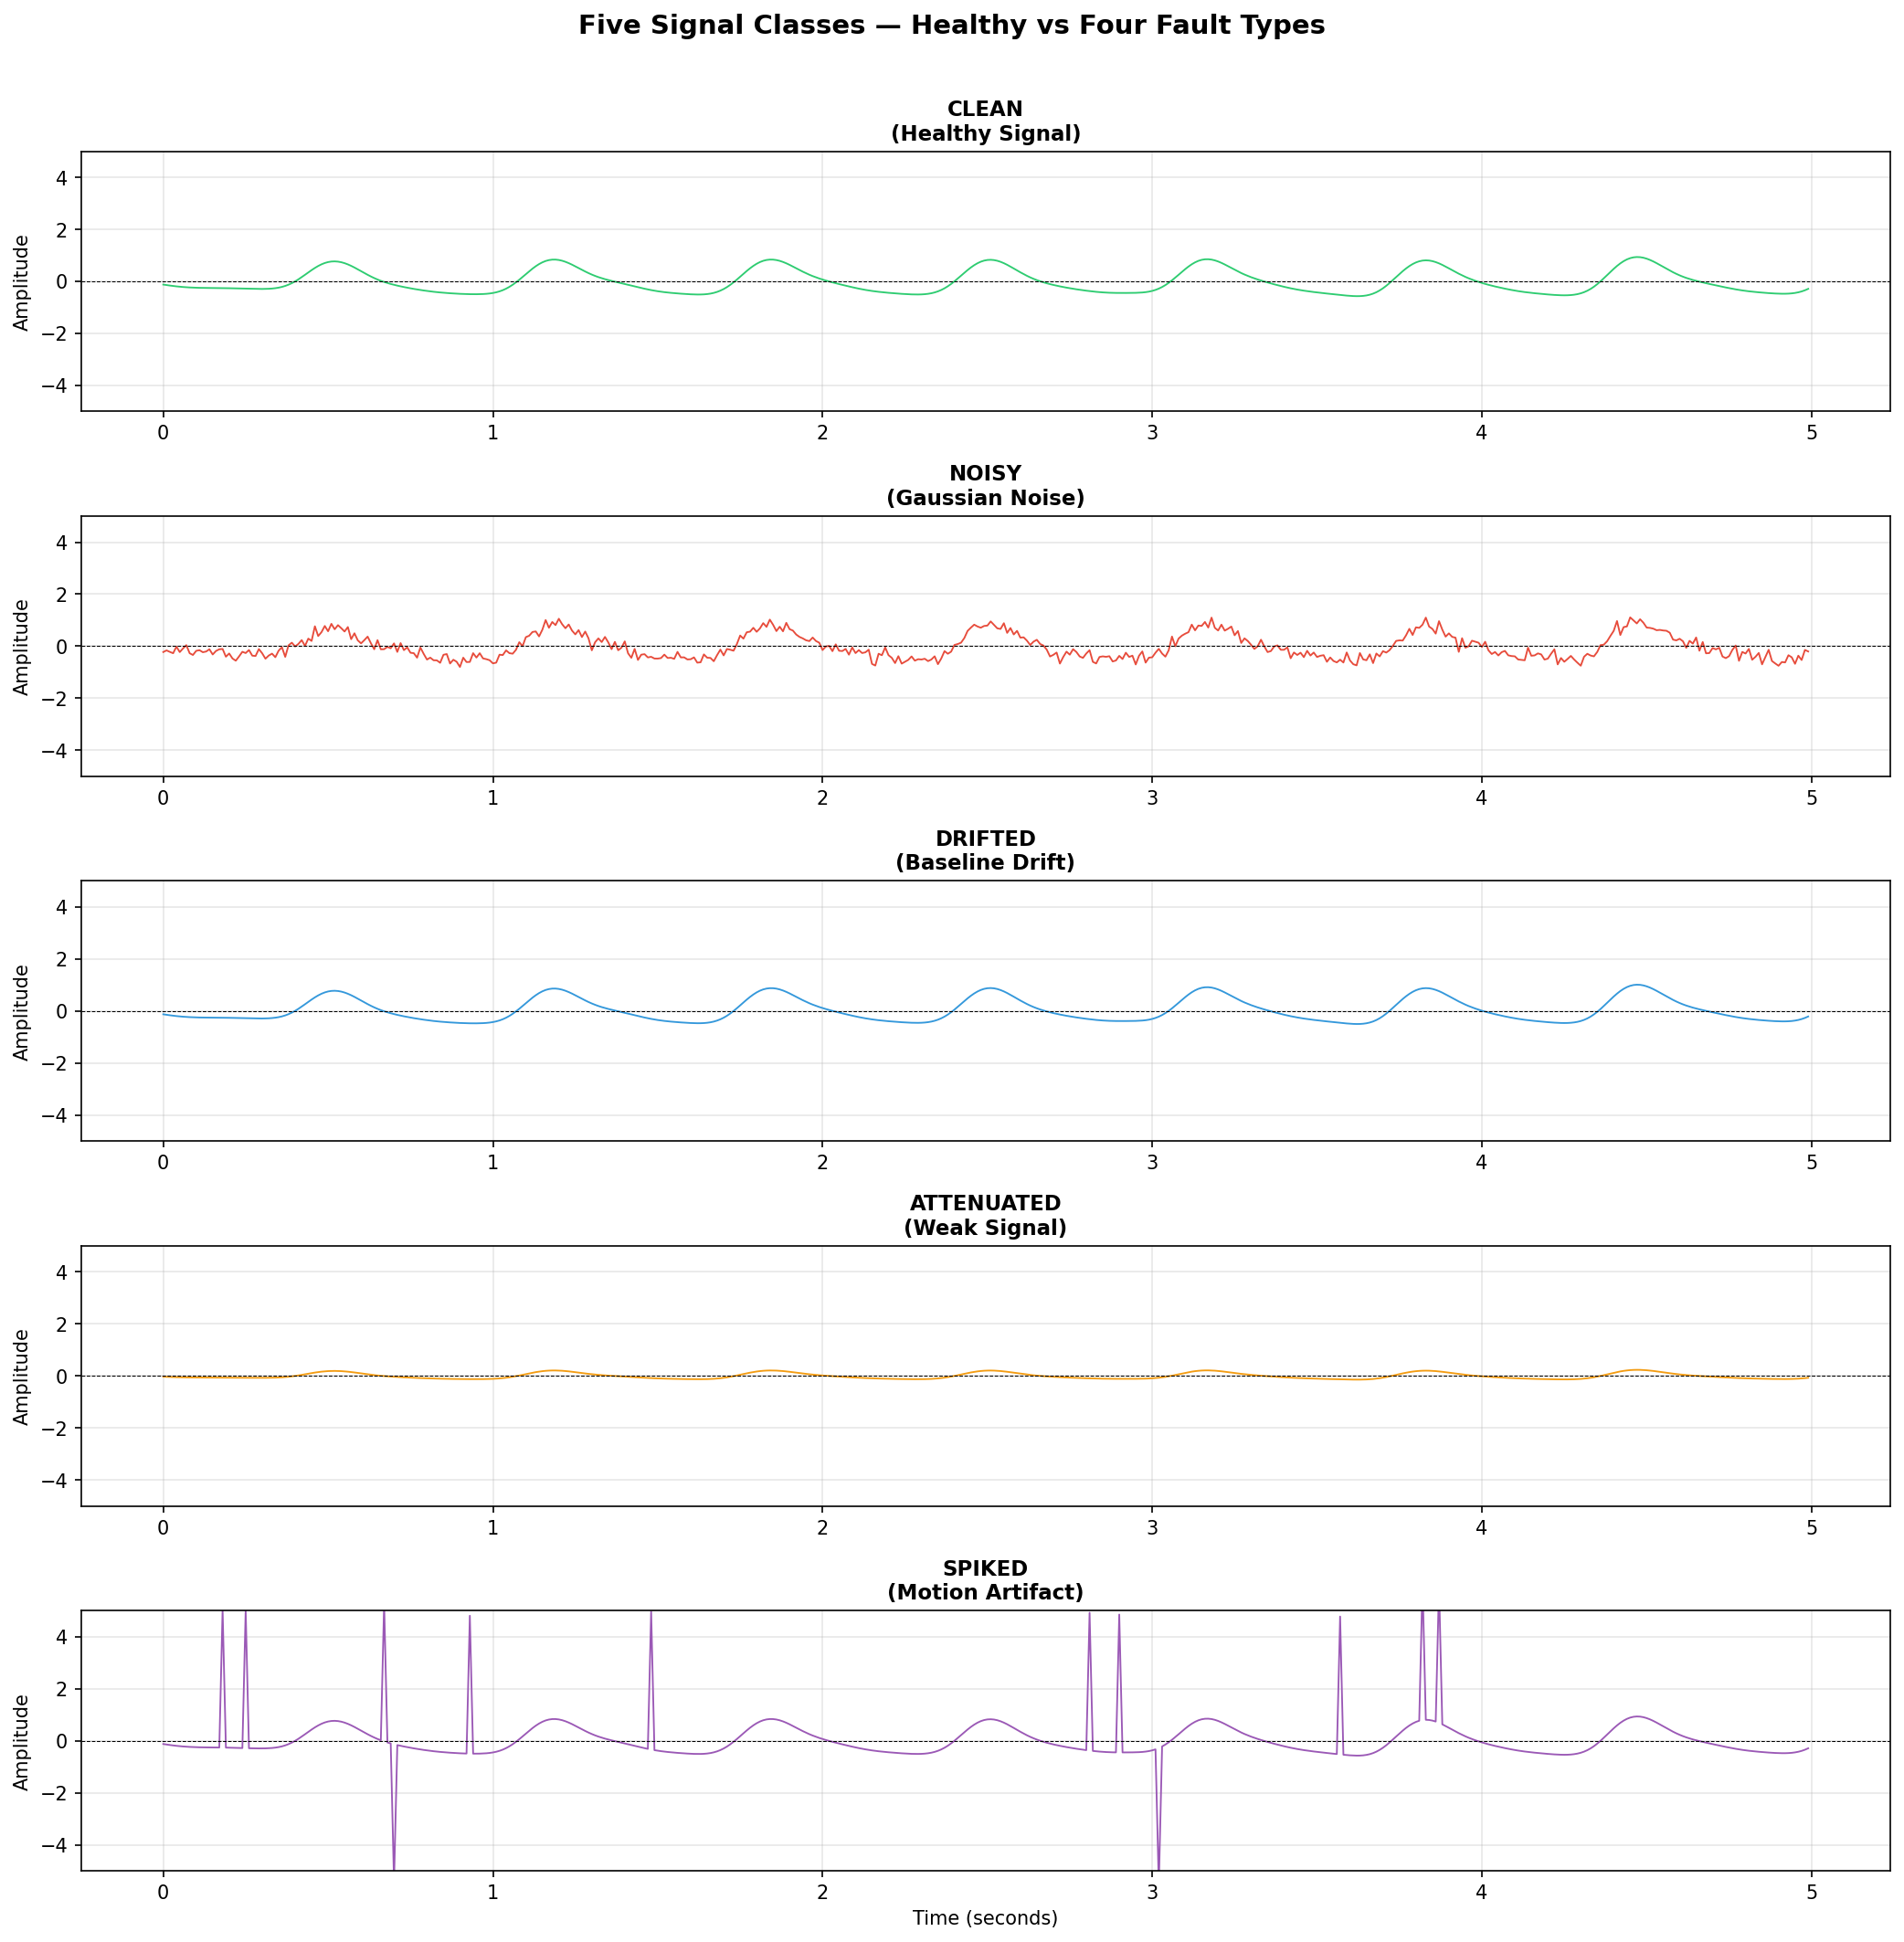 Five Signal Classes — Healthy vs Four Fault Types
CLEAN
(Healthy Signal)
Amplitude
4
2
0
−2
−4
0 1 2 3 4 5
NOISY
(Gaussian Noise)
Amplitude
4
2
0
−2
−4
0 1 2 3 4 5
DRIFTED
(Baseline Drift)
Amplitude
4
2
0
−2
−4
0 1 2 3 4 5
ATTENUATED
(Weak Signal)
Amplitude
4
2
0
−2
−4
0 1 2 3 4 5
SPIKED
(Motion Artifact)
Amplitude
4
2
0
−2
−4
0 1 2 3 4 5
Time (seconds)